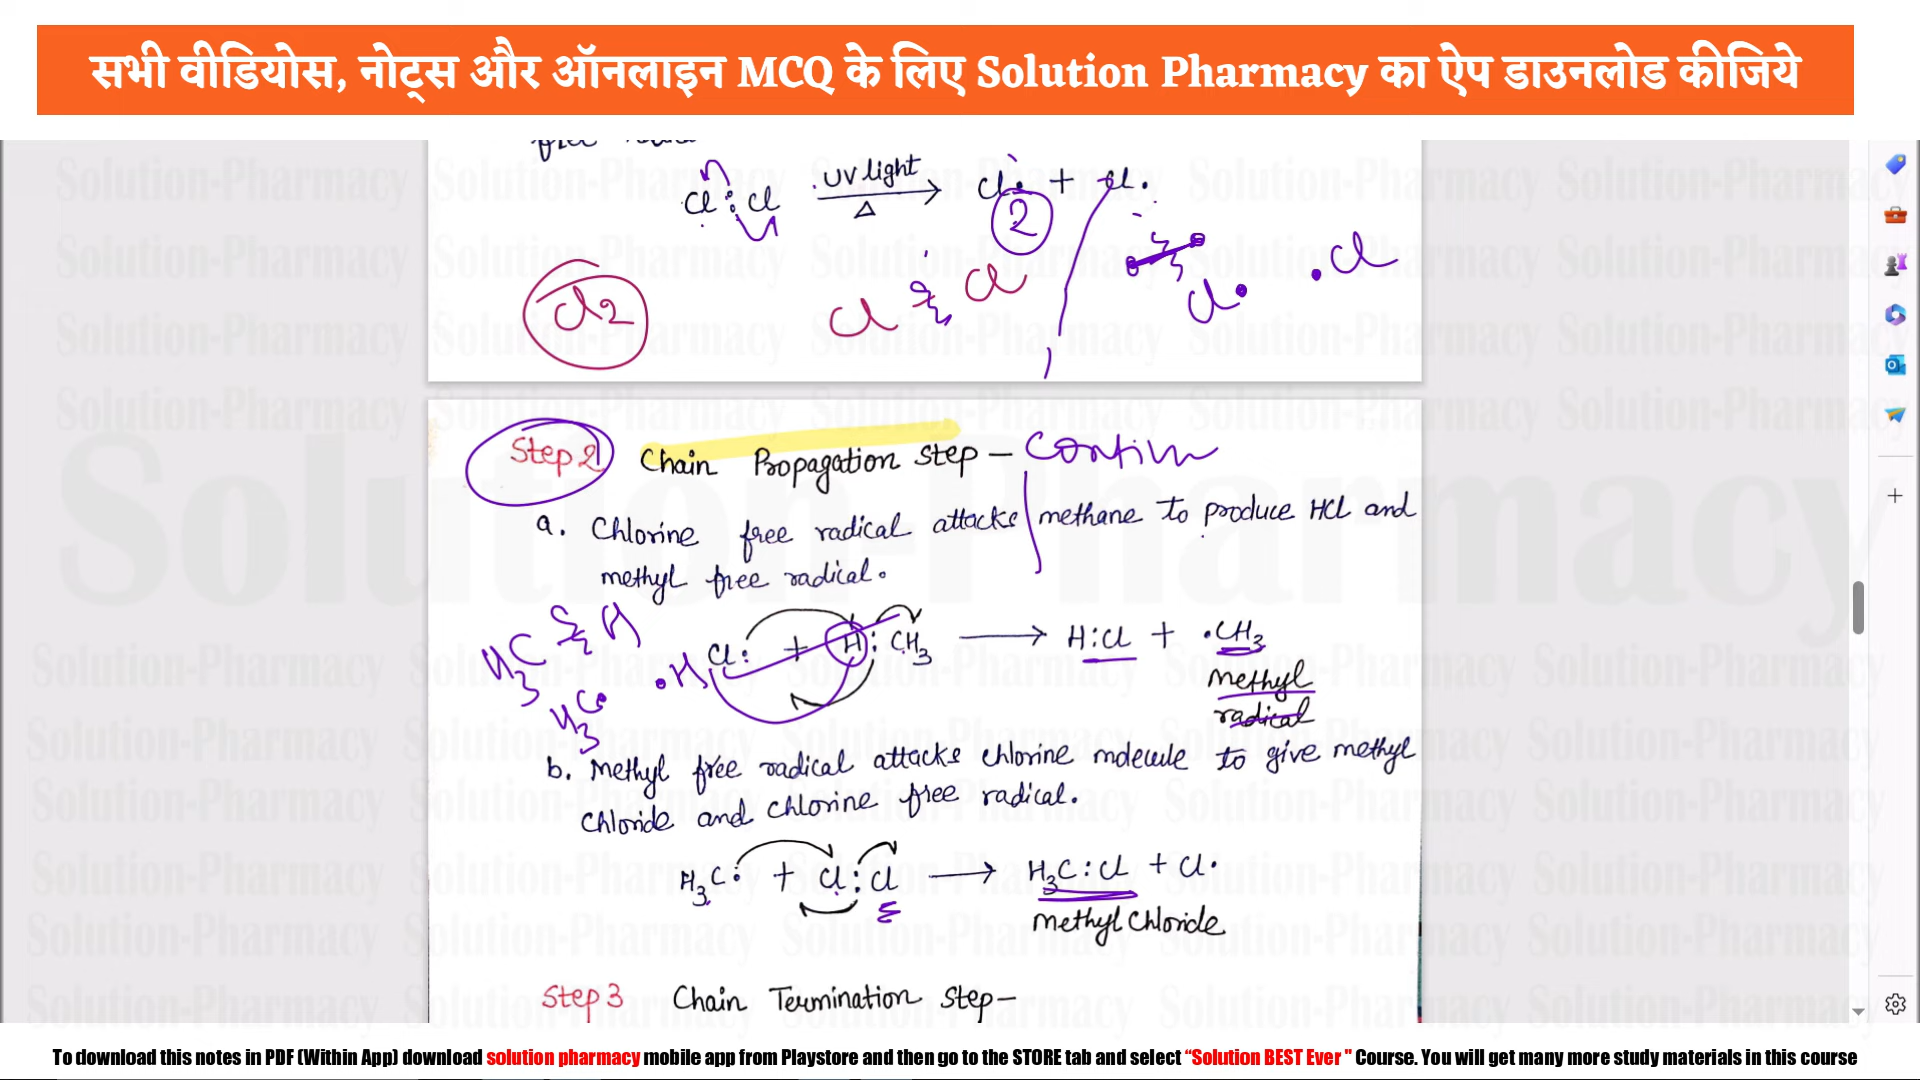 सभी वीडियोस, नोट्स और ऑनलाइन MCQ के लिए Solution Pharmacy का ऐप डाउनलोड कीजिये
Cl : Cl UV light Δ → Cl. + Cl.
2
Cl2
Cl Cl
Cl• •Cl
Step 2 Chain Propagation Step –
a. Chlorine free radical attacks methane to produce HCl and
methyl free radical.
H3C H
H3C• •H
Cl: + H : CH3 → H:Cl + .CH3
methyl
radical
b. Methyl free radical attacks chlorine molecule to give methyl
chloride and chlorine free radical.
H3C: + Cl : Cl → H3C : Cl + Cl·
methyl chloride
Step 3 Chain Termination Step–
To download this notes in PDF (Within App) download solution pharmacy mobile app from Playstore and then go to the STORE tab and select “Solution BEST Ever " Course. You will get many more study materials in this course